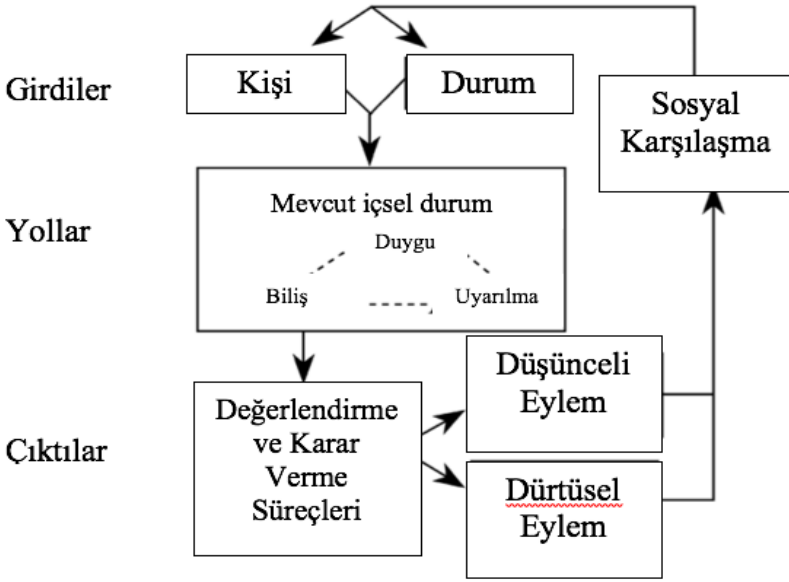 Girdiler
Kişi
Durum
Sosyal
Karşılaşma
Yollar
Mevcut içsel durum
Duygu
Biliş
Uyarılma
Çıktılar
Değerlendirme
ve Karar
Verme
Süreçleri
Düşünceli
Eylem
Dürtüsel
Eylem